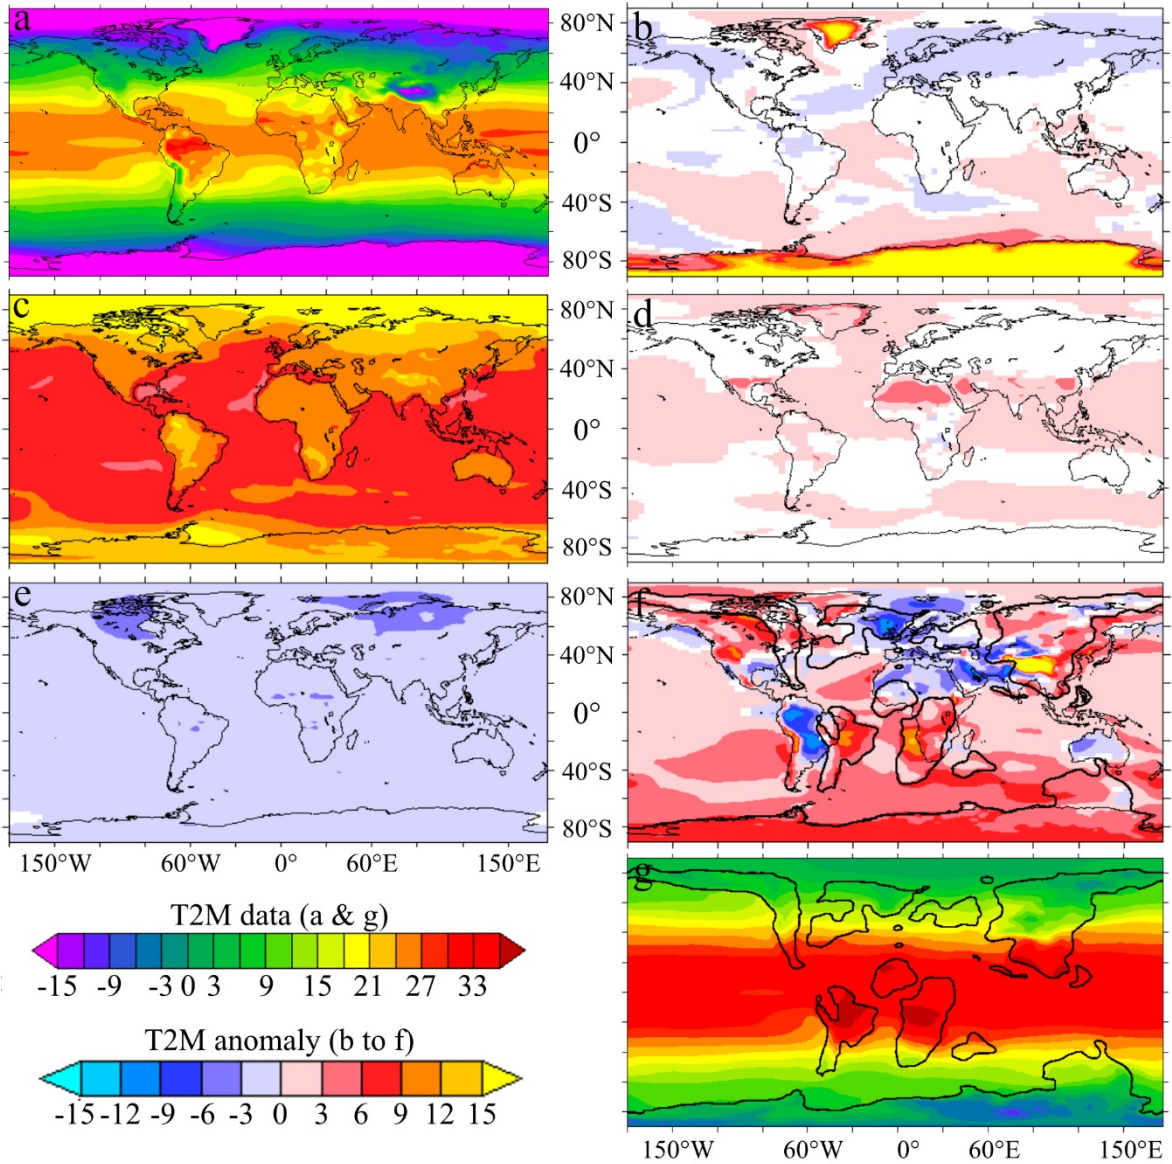 a
b
80°N
40°N
0°
40°S
80°S
c
d
80°N
40°N
0°
40°S
80°S
e
f
80°N
40°N
0°
40°S
80°S
150°W 60°W 0° 60°E 150°E
g
T2M data (a & g)
-15 -9 -3 0 3 9 15 21 27 33
T2M anomaly (b to f)
-15 -12 -9 -6 -3 0 3 6 9 12 15
150°W 60°W 0° 60°E 150°E